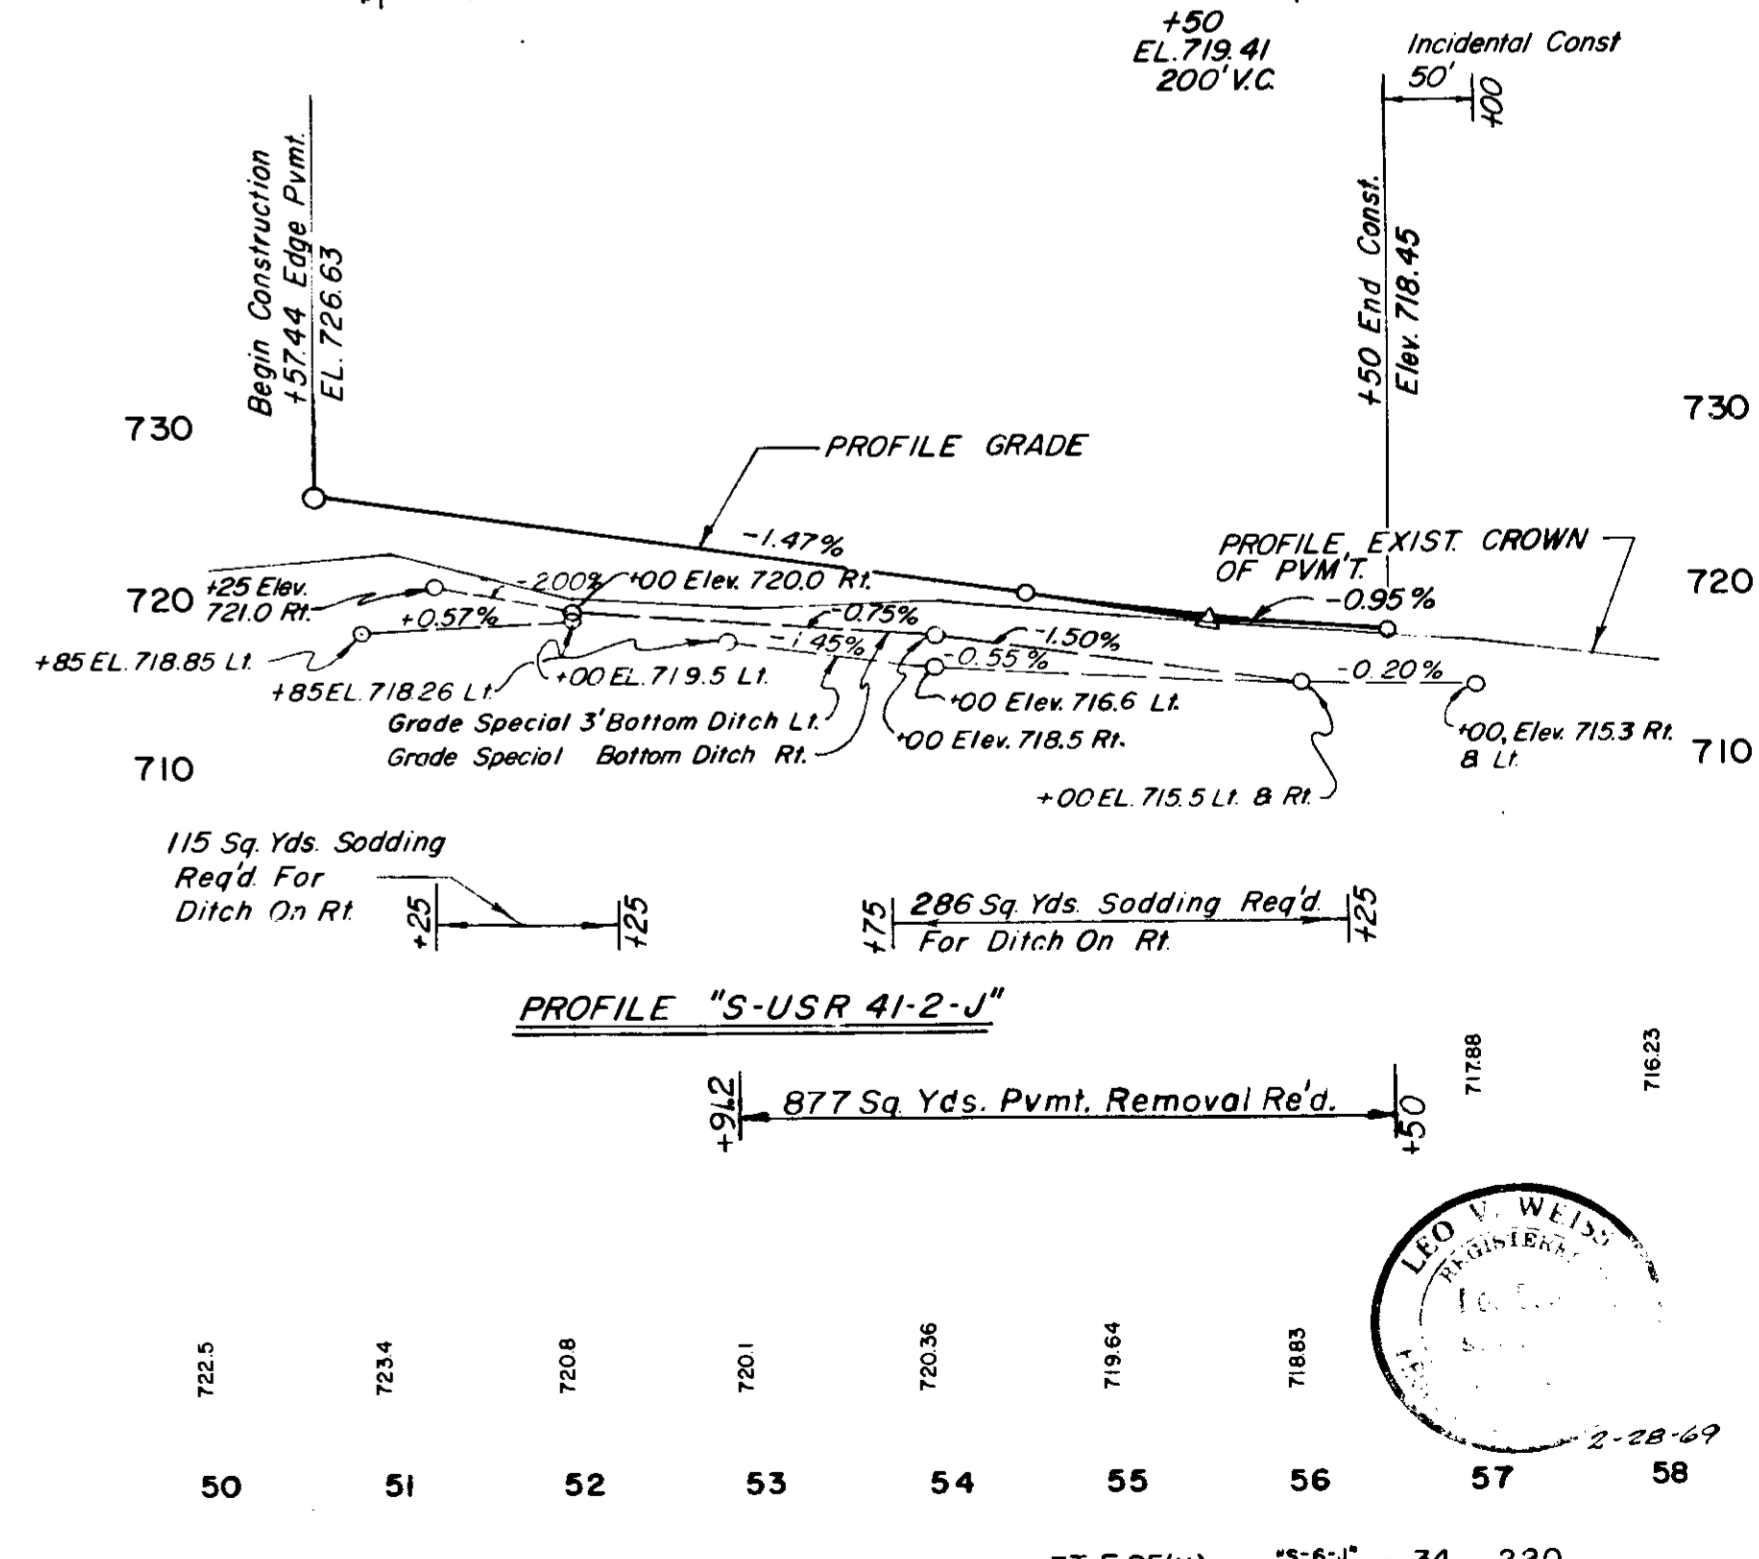 +50
EL.719.41
200' V.C.
Incidental Const
50'
+00
Begin Construction
+57.44 Edge Pvmt.
EL. 726.63
+50 End Const.
Elev. 718.45
730
730
PROFILE GRADE
-1.47%
PROFILE, EXIST. CROWN
OF PVM'T.
720
720
+25 Elev.
721.0 Rt.
-2.00%
+00 Elev. 720.0 Rt.
-0.95%
+0.57%
-0.75%
-1.45%
-1.50%
-0.55%
-0.20%
+85 EL. 718.85 Lt.
+85 EL. 718.26 Lt.
+00 EL. 719.5 Lt.
+00 Elev. 716.6 Lt.
Grade Special 3' Bottom Ditch Lt.
Grade Special Bottom Ditch Rt.
+00 Elev. 718.5 Rt.
+00, Elev. 715.3 Rt.
& Lt.
710
710
+00 EL. 715.5 Lt. & Rt.
115 Sq. Yds. Sodding
Req'd. For
Ditch On Rt.
+25
+25
+75
286 Sq. Yds. Sodding Req'd.
For Ditch On Rt.
+25
PROFILE "S-USR 41-2-J"
877 Sq. Yds. Pvmt. Removal Re'd.
+50
717.88
716.23
LEO V. WEISS
722.5
723.4
720.8
720.1
720.36
719.64
718.83
2-28-69
50 51 52 53 54 55 56 57 58
"S-6-J" 34 220